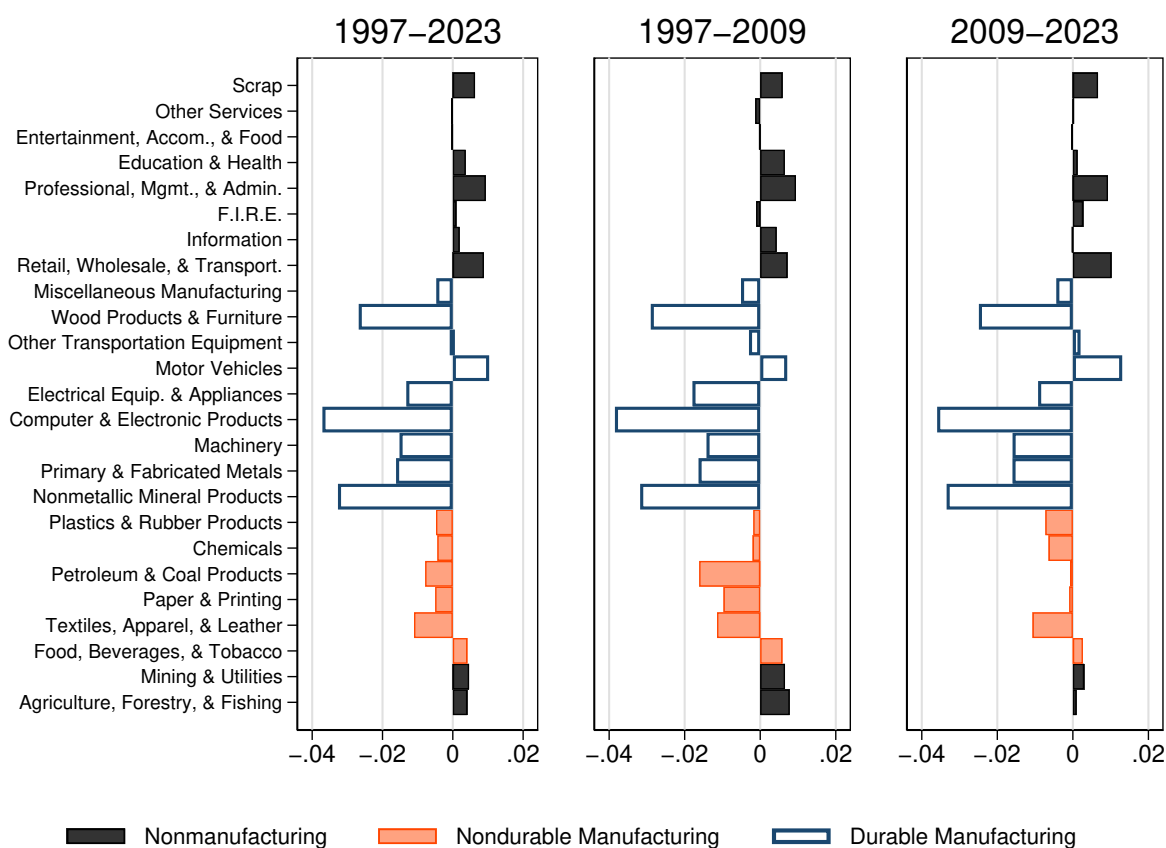 1997−2023
1997−2009
2009−2023
Scrap
Other Services
Entertainment, Accom., & Food
Education & Health
Professional, Mgmt., & Admin.
F.I.R.E.
Information
Retail, Wholesale, & Transport.
Miscellaneous Manufacturing
Wood Products & Furniture
Other Transportation Equipment
Motor Vehicles
Electrical Equip. & Appliances
Computer & Electronic Products
Machinery
Primary & Fabricated Metals
Nonmetallic Mineral Products
Plastics & Rubber Products
Chemicals
Petroleum & Coal Products
Paper & Printing
Textiles, Apparel, & Leather
Food, Beverages, & Tobacco
Mining & Utilities
Agriculture, Forestry, & Fishing
−.04 −.02 0 .02
−.04 −.02 0 .02
−.04 −.02 0 .02
Nonmanufacturing
Nondurable Manufacturing
Durable Manufacturing